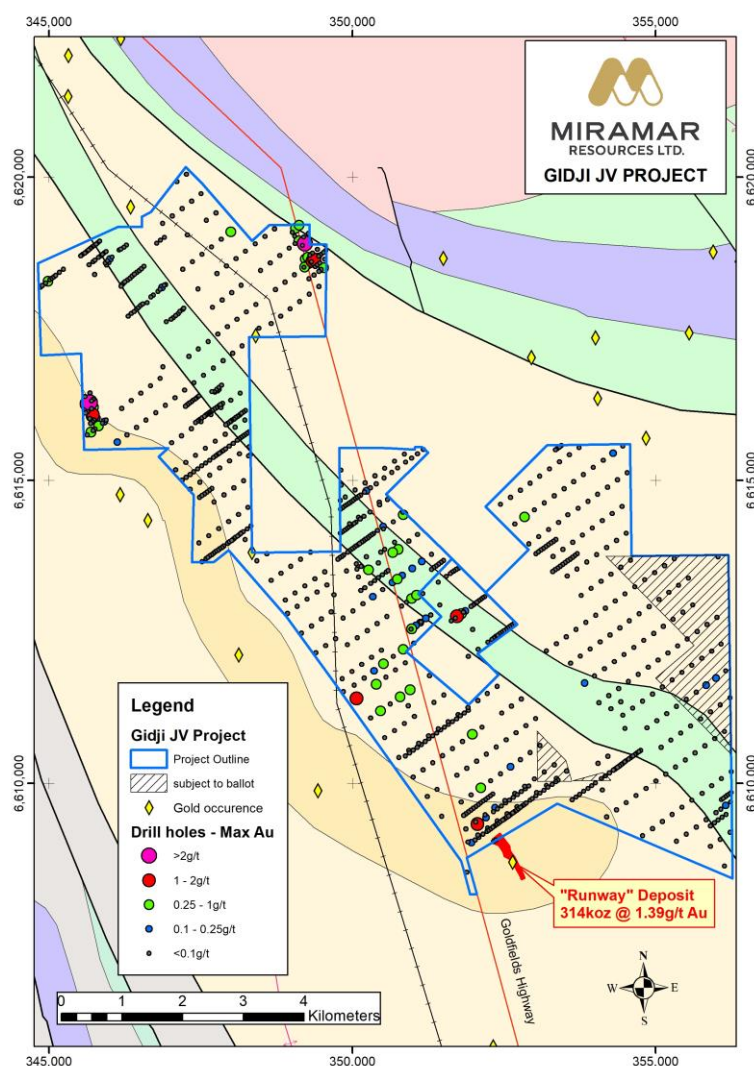 345,000
350,000
355,000
MIRAMAR
RESOURCES LTD.
GIDJI JV PROJECT
6,620,000
6,620,000
6,615,000
6,615,000
6,610,000
6,610,000
Legend
Gidji JV Project
Project Outline
subject to ballot
Gold occurence
Drill holes - Max Au
>2g/t
1 - 2g/t
0.25 - 1g/t
0.1 - 0.25g/t
<0.1g/t
"Runway" Deposit
314koz @ 1.39g/t Au
Goldfields Highway
N
W
E
S
0 1 2 3 4
Kilometers
345,000
350,000
355,000